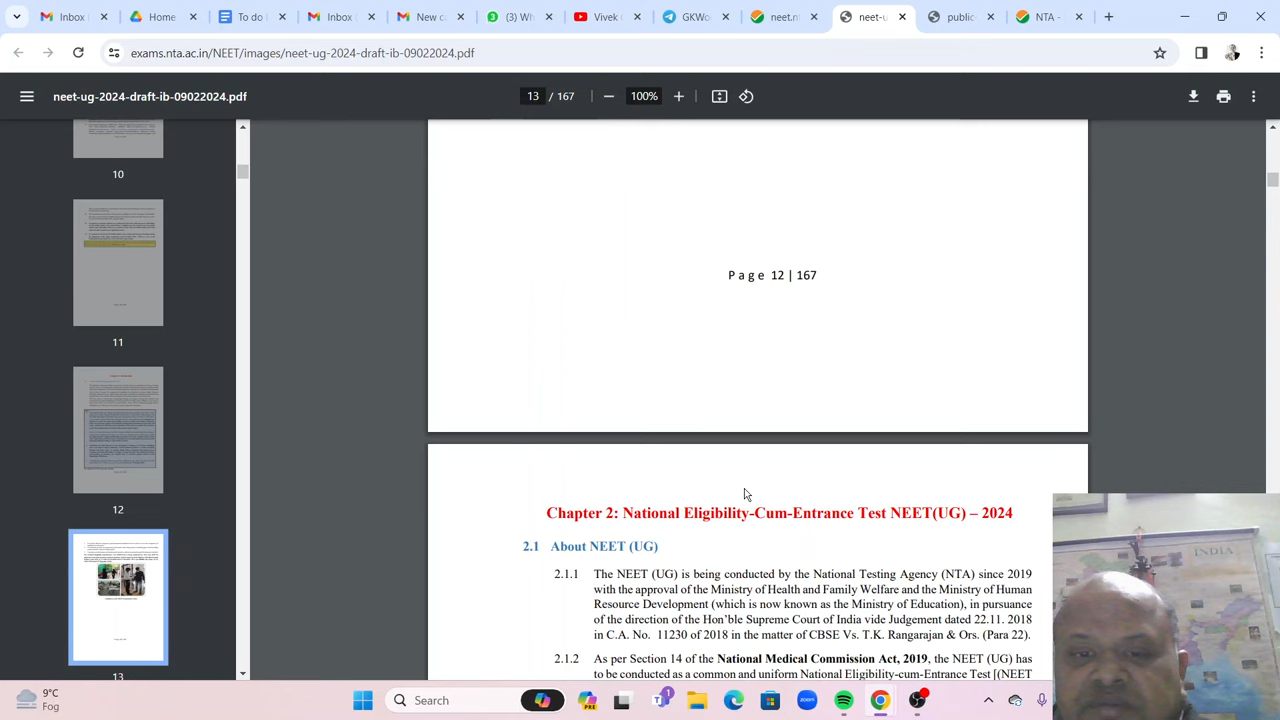 Inbox (
Home
To do l
Inbox (
New ca
(3) Wh
Vivek C
GKWo
neet.n
neet-u
public
NTA -
exams.nta.ac.in/NEET/images/neet-ug-2024-draft-ib-09022024.pdf
neet-ug-2024-draft-ib-09022024.pdf
13 / 167
100%
10
11
12
13
Page 12 | 167
Chapter 2: National Eligibility-Cum-Entrance Test NEET(UG) – 2024
2.1 About NEET (UG)
2.1.1 The NEET (UG) is being conducted by the National Testing Agency (NTA) since 2019
with the approval of the Ministry of Health and Family Welfare and the Ministry of Human
Resource Development (which is now known as the Ministry of Education), in pursuance
of the direction of the Hon'ble Supreme Court of India vide Judgement dated 22.11. 2018
in C.A. No. 11230 of 2018 in the matter of CBSE Vs. T.K. Rangarajan & Ors. (Para 22).
2.1.2 As per Section 14 of the National Medical Commission Act, 2019, the NEET (UG) has
to be conducted as a common and uniform National Eligibility-cum-Entrance Test [(NEET
INDIA
9°C
Fog
Search
PRE
1
zoom